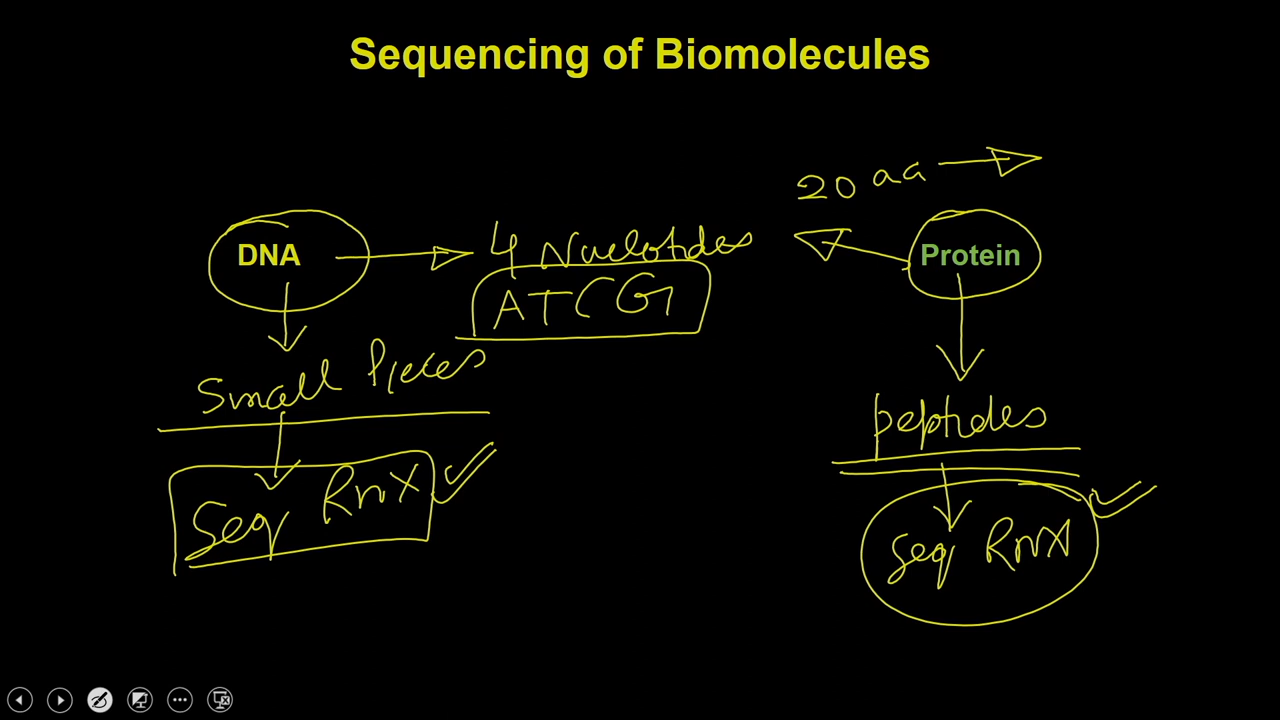 Sequencing of Biomolecules
20 aa
DNA
4 Nucleotides
Protein
ATCG
Small Pieces
peptides
Seq RnX
Seq RnX